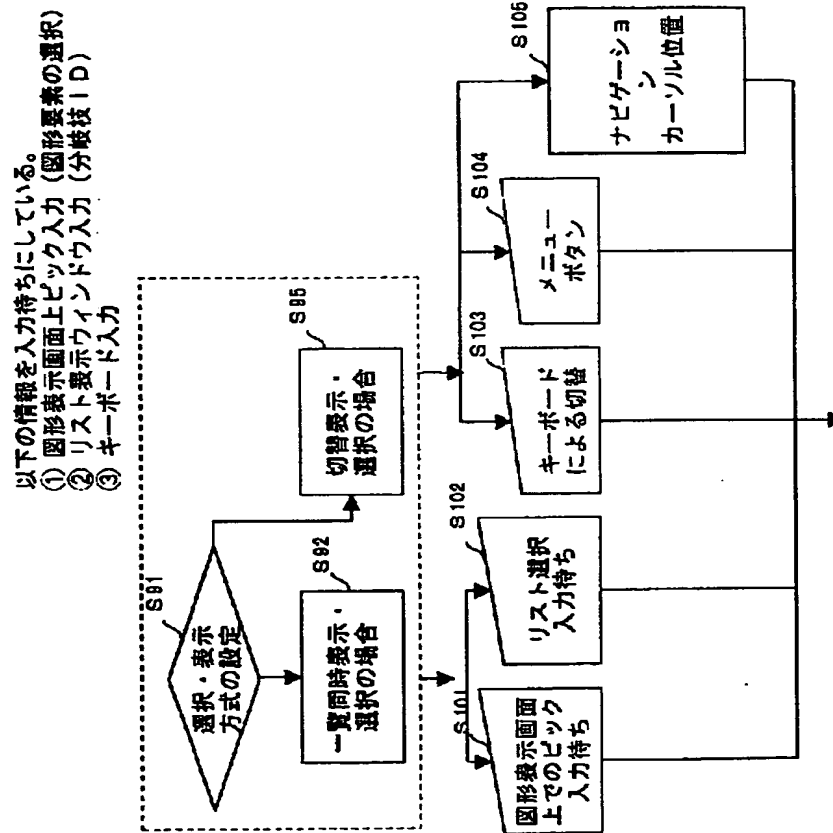 以下の情報を入力待ちにしている。
① 図形表示画面上ピック入力（図形要素の選択）
② リスト表示ウィンドウ入力（分岐枝ID）
③ キーボード入力
S91
選択・表示
方式の設定
S92
一覧同時表示・
選択の場合
S95
切替表示・
選択の場合
S101
図形表示画面
上でのピック
入力待ち
S102
リスト選択
入力待ち
S103
キーボード
による切替
S104
メニュー
ボタン
S105
ナビゲーショ
ン
カーソル位置